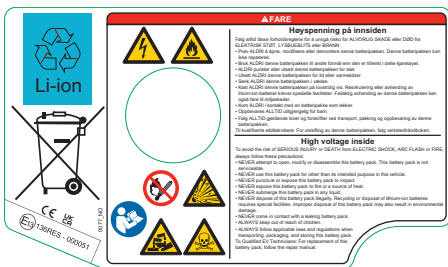 Li-ion
E13 136RES - 000051
0077_NO
FARE
Høyspenning på innsiden
Følg alltid disse forholdsreglene for å unngå risiko for ALVORLIG SKADE eller DØD fra
ELEKTRISK STØT, LYSBUEBLITS eller BRANN:
• Prøv ALDRI å åpne, modifisere eller demontere denne batteripakken. Denne batteripakken kan
ikke repareres.
• Bruk ALDRI denne batteripakken til andre formål enn den er tiltenkt i dette kjøretøyet.
• ALDRI punkter eller utsett denne batteripakken for støt.
• Utsett ALDRI denne batteripakken for ild eller varmekilder.
• Senk ALDRI denne batteripakken i væske.
• Kast ALDRI denne batteripakken på lovstridig vis. Resirkulering eller avhending av
litium-ion-batterier krever spesielle fasiliteter. Feilaktig avhending av denne batteripakken kan
også føre til miljøskader.
• Kom ALDRI i kontakt med en batteripakke som lekker.
• Oppbevares ALLTID utilgjengelig for barn.
• Følg ALLTID gjeldende lover og forskrifter ved transport, pakking og oppbevaring av denne
batteripakken.
Til kvalifiserte elbilteknikere: For utskifting av denne batteripakken, følg verkstedhåndboken.
High voltage inside
To avoid the risk of SERIOUS INJURY or DEATH from ELECTRIC SHOCK, ARC FLASH or FIRE,
always follow these precautions:
• NEVER attempt to open, modify or disassemble this battery pack. This battery pack is not
serviceable.
• NEVER use this battery pack for other than its intended purpose in this vehicle.
• NEVER puncture or expose this battery pack to impact.
• NEVER expose this battery pack to fire or a source of heat.
• NEVER submerge this battery pack in any liquid.
• NEVER dispose of this battery pack illegally. Recycling or disposal of lithium-ion batteries
requires special facilities. Improper disposal of this battery pack may also result in environmental
damage.
• NEVER come in contact with a leaking battery pack.
• ALWAYS keep out of reach of children.
• ALWAYS follow applicable laws and regulations when
transporting, packaging, and storing this battery pack.
To Qualified EV Technicians: For replacement of this
battery pack, follow the repair manual.